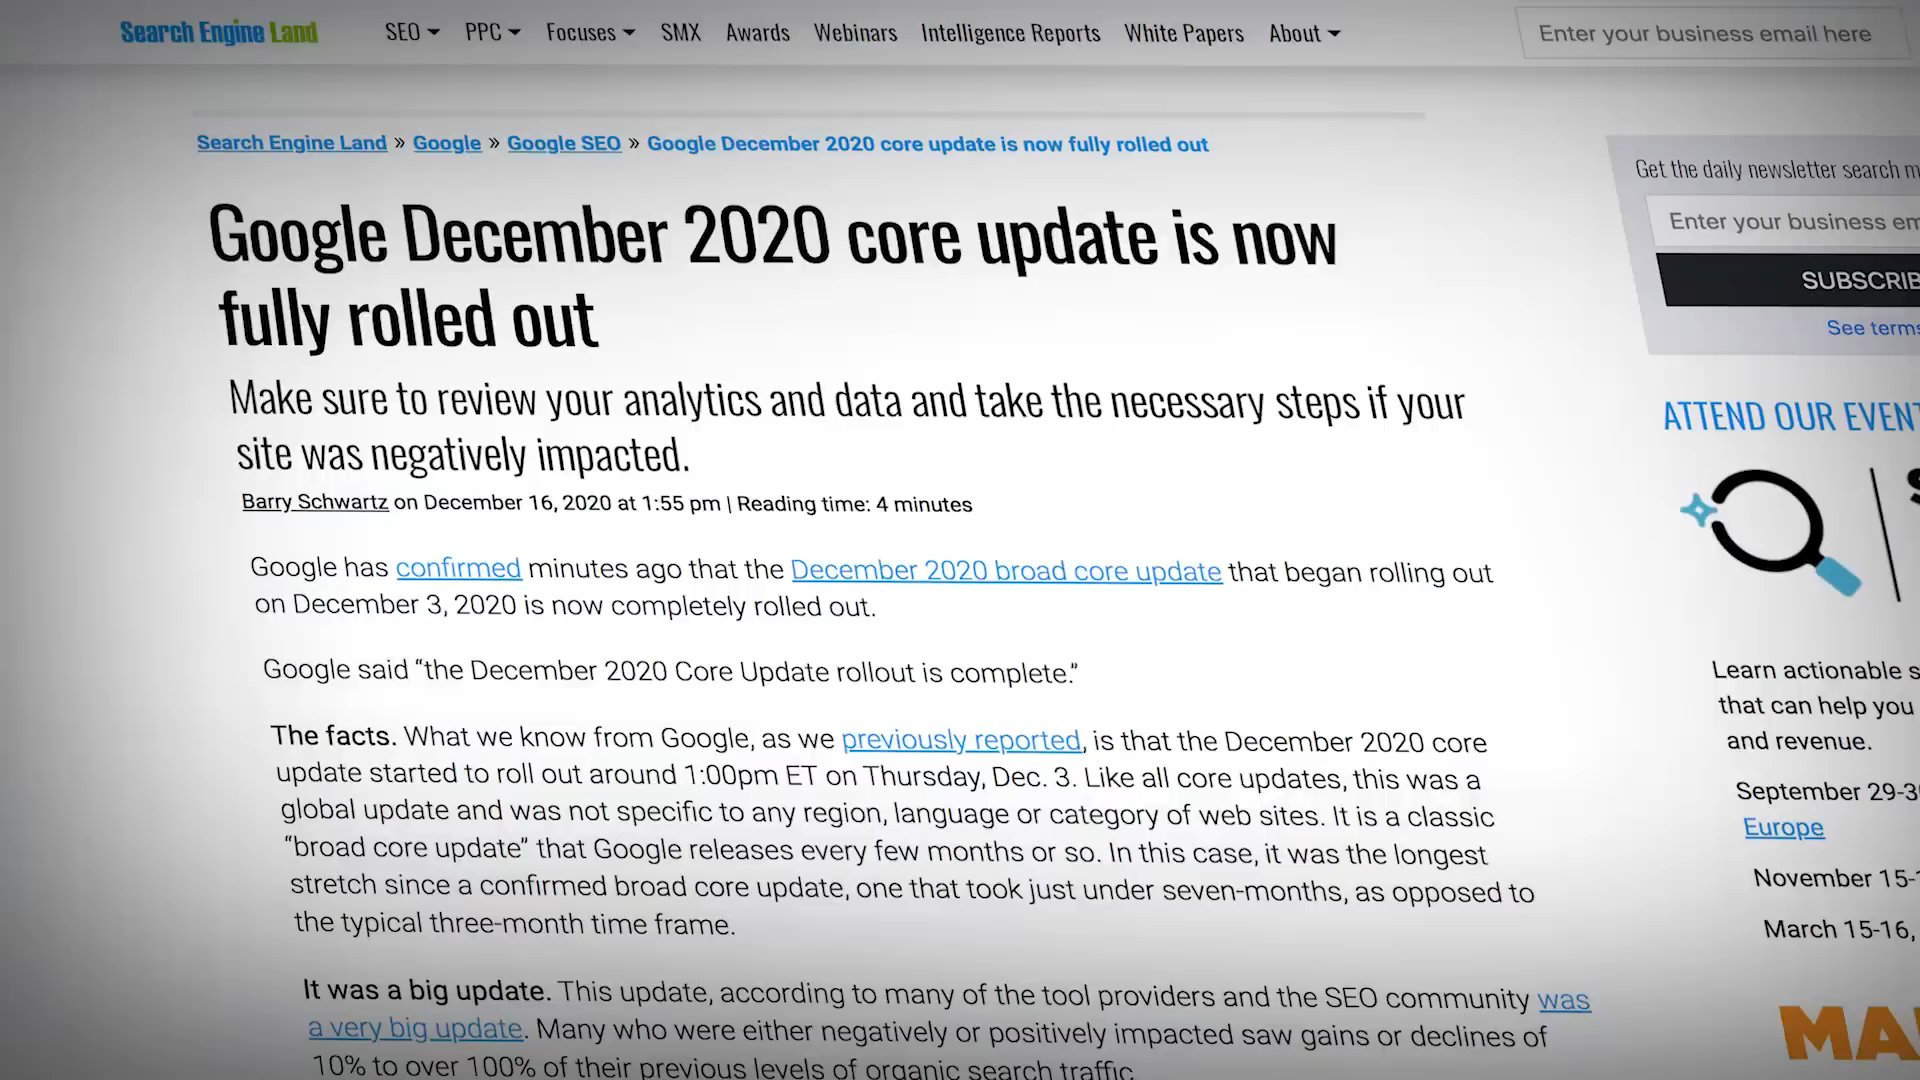 Search Engine Land SEO PPC Focuses SMX Awards Webinars Intelligence Reports White Papers About Enter your business email here
Search Engine Land » Google » Google SEO » Google December 2020 core update is now fully rolled out
Google December 2020 core update is now
fully rolled out
Make sure to review your analytics and data and take the necessary steps if your
site was negatively impacted.
Barry Schwartz on December 16, 2020 at 1:55 pm | Reading time: 4 minutes
Google has confirmed minutes ago that the December 2020 broad core update that began rolling out
on December 3, 2020 is now completely rolled out.
Google said “the December 2020 Core Update rollout is complete.”
The facts. What we know from Google, as we previously reported, is that the December 2020 core
update started to roll out around 1:00pm ET on Thursday, Dec. 3. Like all core updates, this was a
global update and was not specific to any region, language or category of web sites. It is a classic
“broad core update” that Google releases every few months or so. In this case, it was the longest
stretch since a confirmed broad core update, one that took just under seven-months, as opposed to
the typical three-month time frame.
It was a big update. This update, according to many of the tool providers and the SEO community was
a very big update. Many who were either negatively or positively impacted saw gains or declines of
10% to over 100% of their previous levels of organic search traffic.
Get the daily newsletter search
Enter your business
See
ATTEND OUR
Learn actionable
that can help you
and revenue.
September
Europe
November
March 15-16,